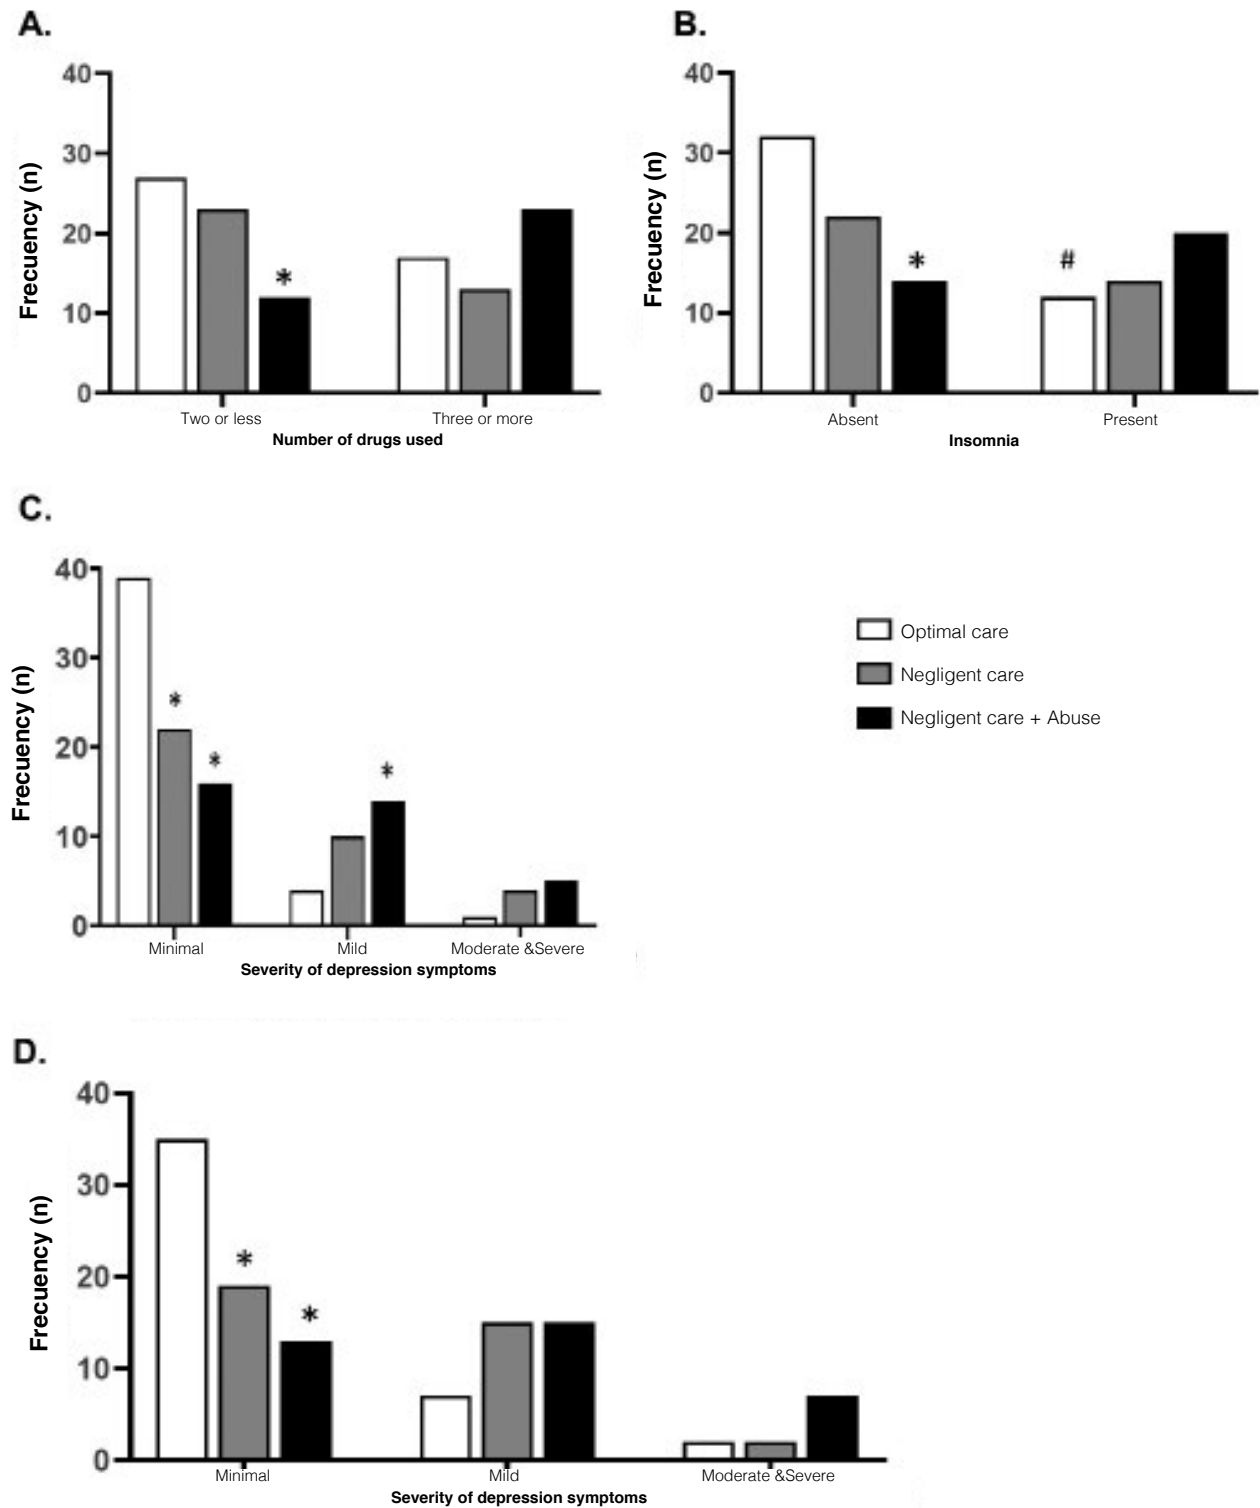 A.
Frecuency (n)
40
30
20
10
0
*
Two or less
Three or more
Number of drugs used
B.
Frecuency (n)
40
30
20
10
0
*
#
Absent
Present
Insomnia
C.
Frecuency (n)
40
30
20
10
0
*
*
*
Minimal
Mild
Moderate &Severe
Severity of depression symptoms
Optimal care
Negligent care
Negligent care + Abuse
D.
Frecuency (n)
40
30
20
10
0
*
*
Minimal
Mild
Moderate &Severe
Severity of depression symptoms